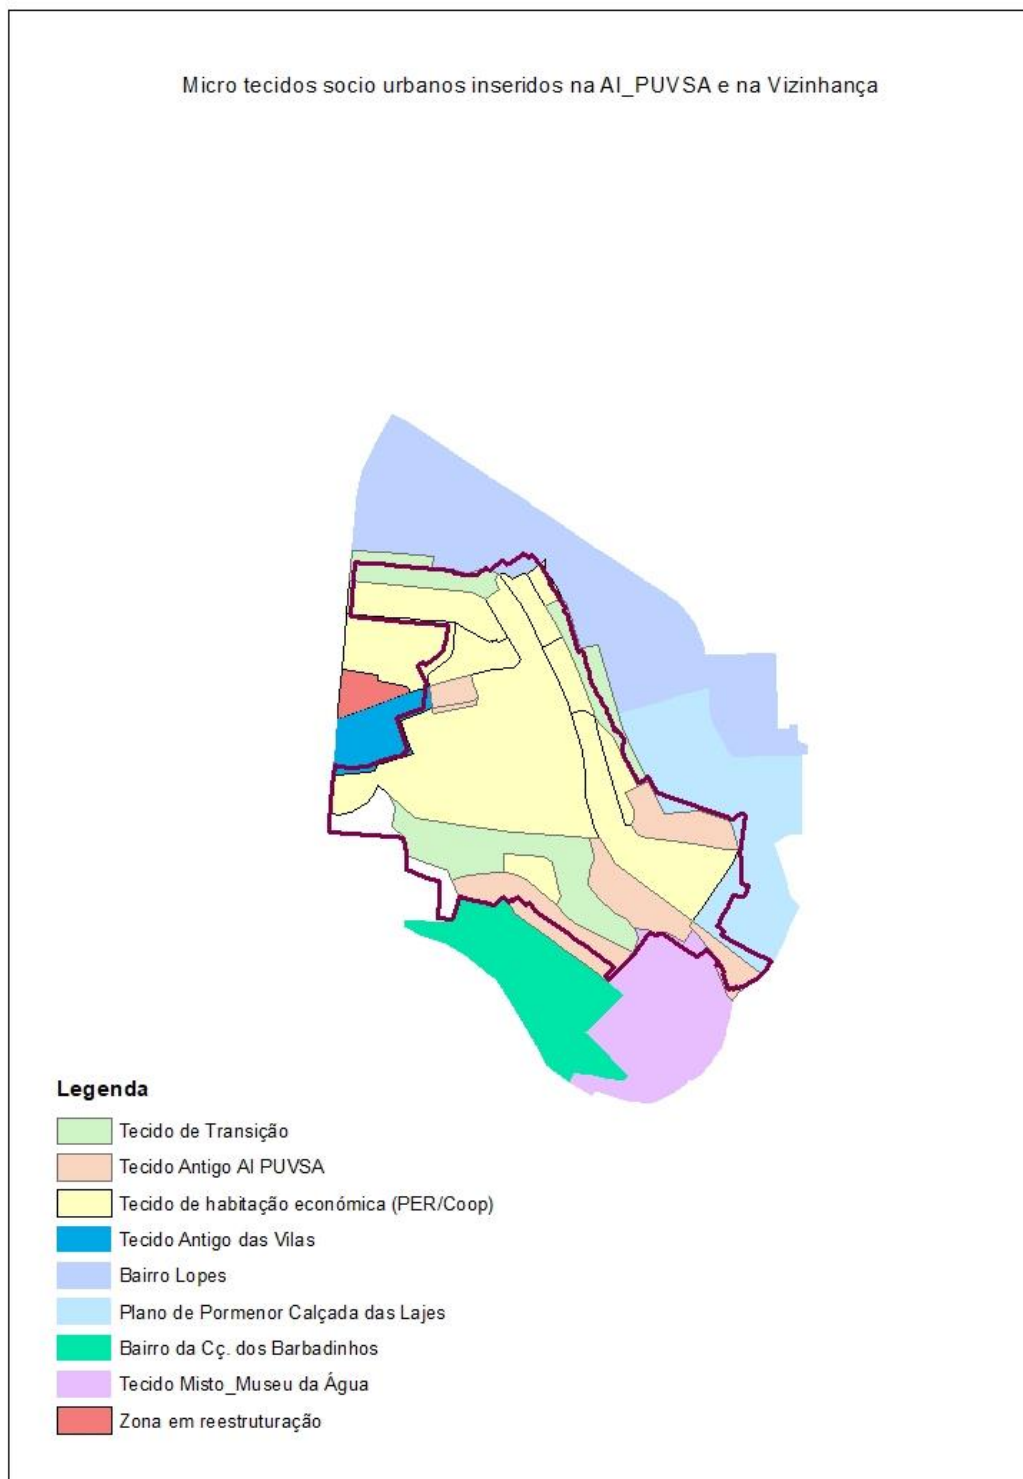 Micro tecidos socio urbanos inseridos na AI_PUVSA e na Vizinhança
Legenda
Tecido de Transição
Tecido Antigo AI PUVSA
Tecido de habitação económica (PER/Coop)
Tecido Antigo das Vilas
Bairro Lopes
Plano de Pormenor Calçada das Lajes
Bairro da Cç. dos Barbadinhos
Tecido Misto_Museu da Água
Zona em reestruturação